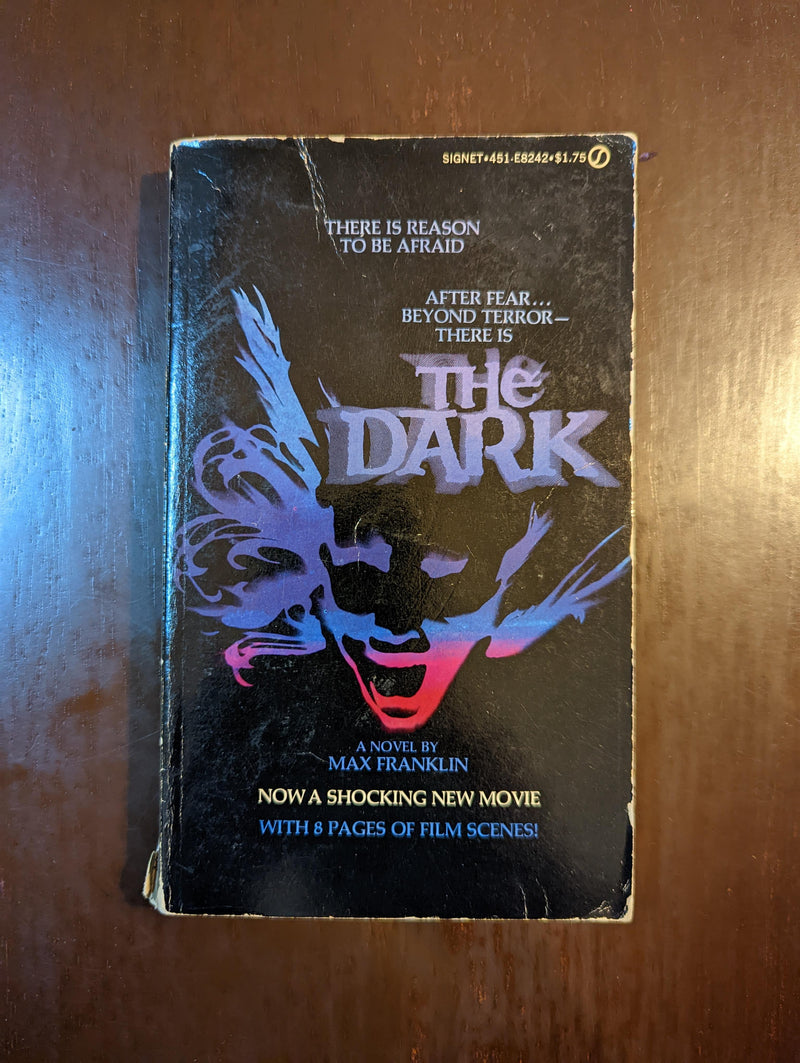 SIGNET•451-E8242•$1.75
THERE IS REASON
TO BE AFRAID
AFTER FEAR...
BEYOND TERROR—
THERE IS
THe
DARK
A NOVEL BY
MAX FRANKLIN
NOW A SHOCKING NEW MOVIE
WITH 8 PAGES OF FILM SCENES!